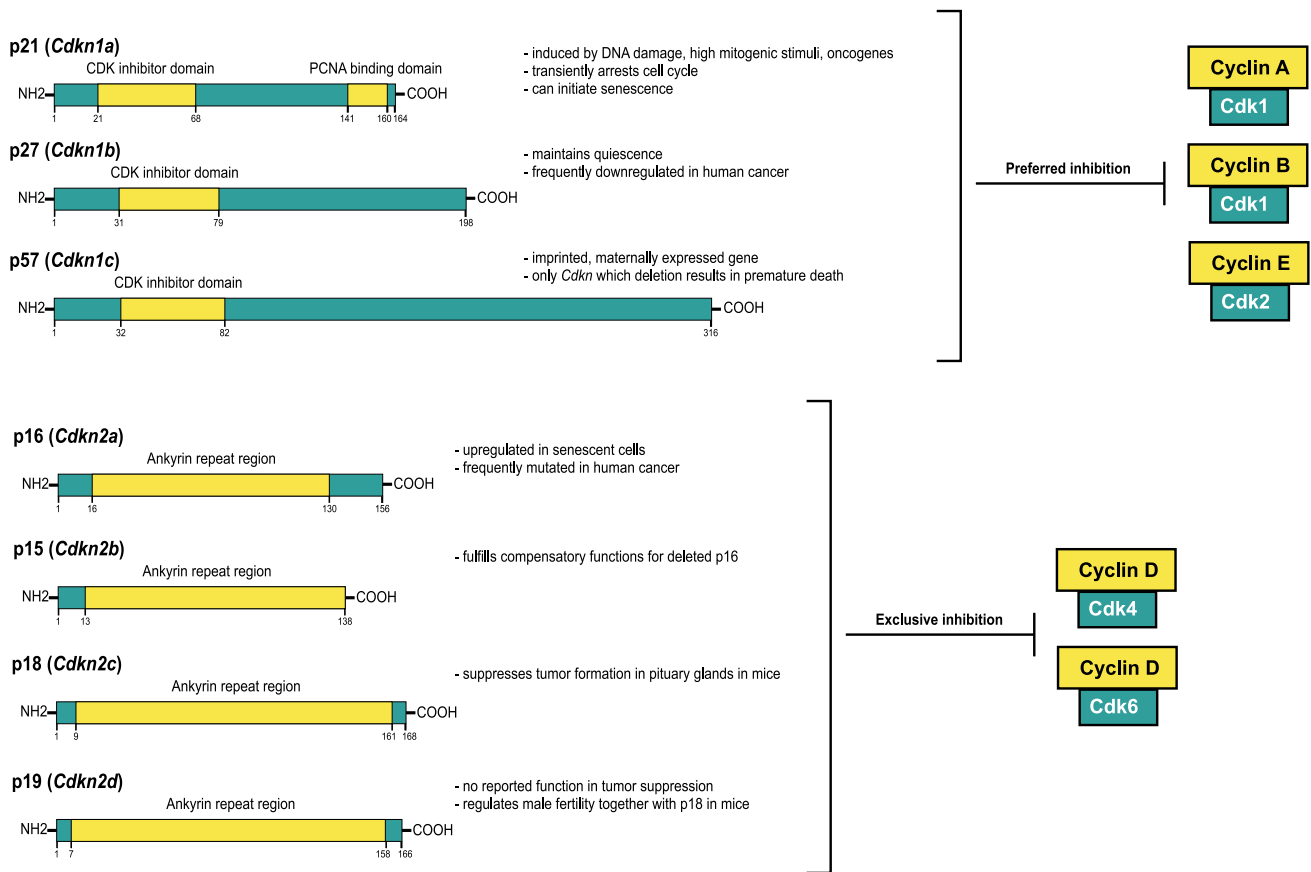 p21 (Cdkn1a)
CDK inhibitor domain
PCNA binding domain
NH2
COOH
1
21
68
141
160
164
- induced by DNA damage, high mitogenic stimuli, oncogenes
- transiently arrests cell cycle
- can initiate senescence
p27 (Cdkn1b)
CDK inhibitor domain
NH2
COOH
1
31
79
198
- maintains quiescence
- frequently downregulated in human cancer
p57 (Cdkn1c)
CDK inhibitor domain
NH2
COOH
1
32
82
316
- imprinted, maternally expressed gene
- only Cdkn which deletion results in premature death
Preferred inhibition
Cyclin A
Cdk1
Cyclin B
Cdk1
Cyclin E
Cdk2
p16 (Cdkn2a)
Ankyrin repeat region
NH2
COOH
1
16
130
156
- upregulated in senescent cells
- frequently mutated in human cancer
p15 (Cdkn2b)
Ankyrin repeat region
NH2
COOH
1
13
138
- fulfills compensatory functions for deleted p16
p18 (Cdkn2c)
Ankyrin repeat region
NH2
COOH
1
9
161
168
- suppresses tumor formation in pituary glands in mice
p19 (Cdkn2d)
Ankyrin repeat region
NH2
COOH
1
7
158
166
- no reported function in tumor suppression
- regulates male fertility together with p18 in mice
Exclusive inhibition
Cyclin D
Cdk4
Cyclin D
Cdk6